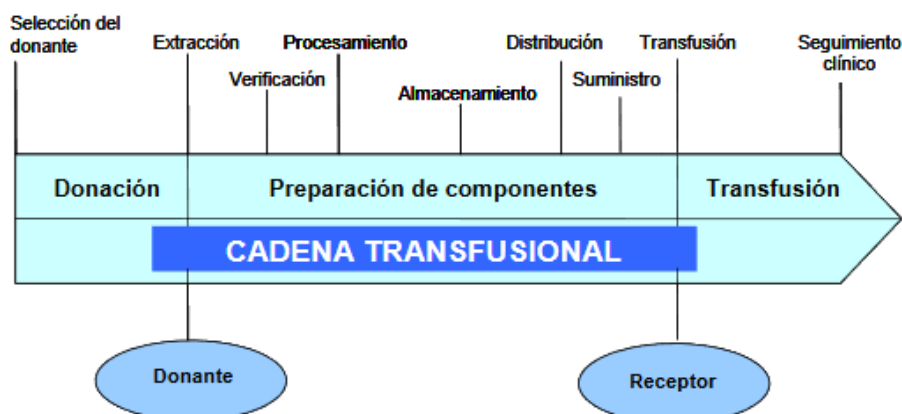 Selección del
donante
Extracción
Verificación
Procesamiento
Almacenamiento
Distribución
Suministro
Transfusión
Seguimiento
clínico
Donación
Preparación de componentes
Transfusión
CADENA TRANSFUSIONAL
Donante
Receptor